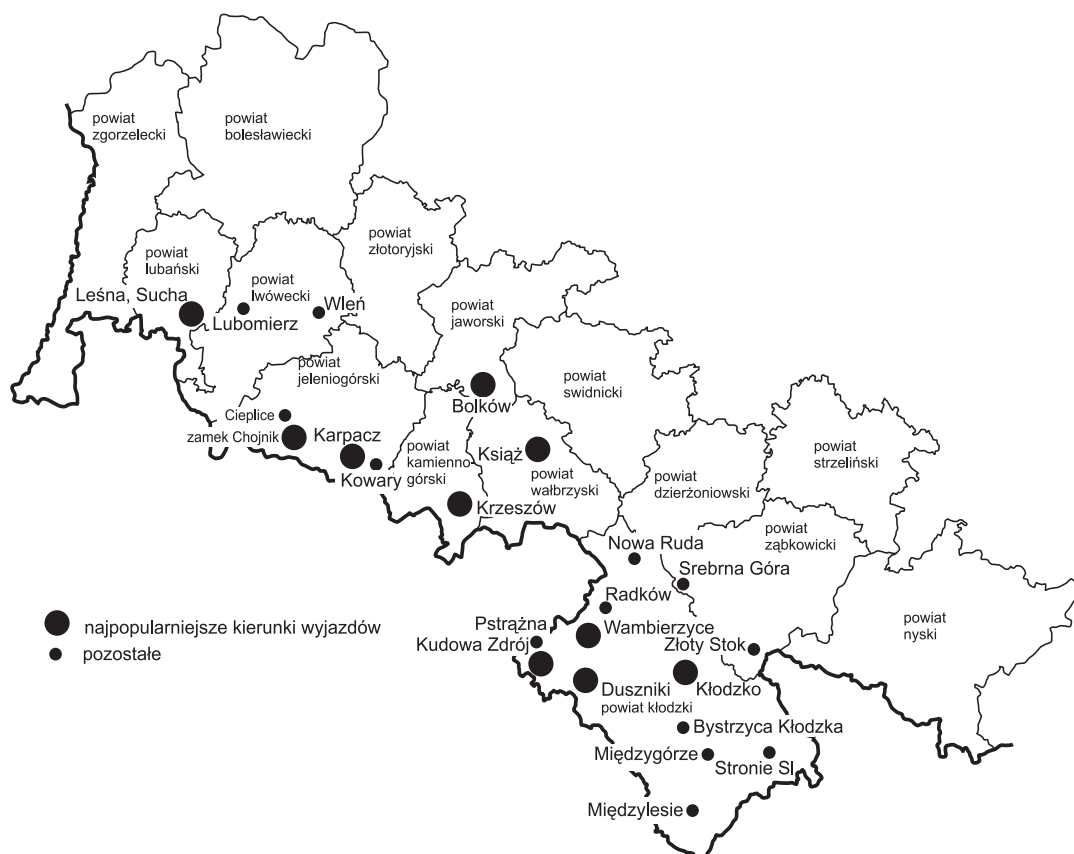 powiat
zgorzelecki
powiat
bolesławiecki
powiat
złotoryjski
powiat
lubański
powiat
lwówecki
Leśna, Sucha
Lubomierz
Wleń
powiat
jaworski
powiat
jeleniogórski
powiat
swidnicki
Bolków
Cieplice
zamek Chojnik
Karpacz
Kowary
powiat
kamienno
górski
Książ
powiat
wałbrzyski
Krzeszów
powiat
dzierżoniowski
powiat
strzeliński
powiat
ząbkowicki
Nowa Ruda
Srebrna Góra
Radków
powiat
nyski
Pstrążna
Kudowa Zdrój
Wambierzyce
Złoty Stok
Duszniki
powiat kłodzki
Kłodzko
Bystrzyca Kłodzka
Międzygórze
Stronie Sl.
Międzylesie
najpopularniejsze kierunki wyjazdów
pozostałe